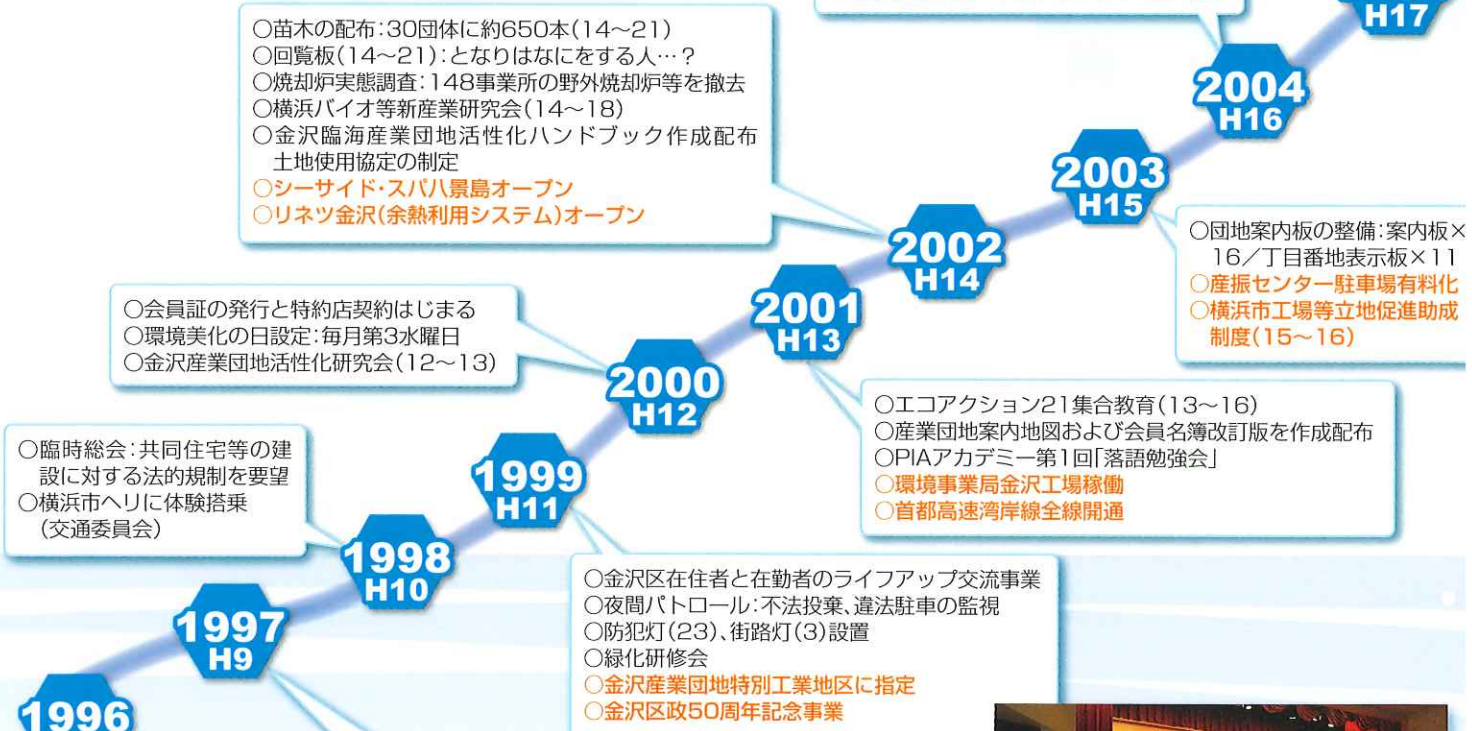 H17
○苗木の配布:30団体に約650本(14〜21)
○回覧板(14〜21):となりはなにをする人…?
○焼却炉実態調査:148事業所の野外焼却炉等を撤去
○横浜バイオ等新産業研究会(14〜18)
○金沢臨海産業団地活性化ハンドブック作成配布
土地使用協定の制定
○シーサイド・スパ八景島オープン
○リネツ金沢(余熱利用システム)オープン
2004
H16
2003
H15
○団地案内板の整備:案内板×
16/丁目番地表示板×11
○産振センター駐車場有料化
○横浜市工場等立地促進助成
制度(15〜16)
2002
H14
2001
H13
○エコアクション21集合教育(13〜16)
○産業団地案内地図および会員名簿改訂版を作成配布
○PIAアカデミー第1回「落語勉強会」
○環境事業局金沢工場稼働
○首都高速湾岸線全線開通
○会員証の発行と特約店契約はじまる
○環境美化の日設定:毎月第3水曜日
○金沢産業団地活性化研究会(12〜13)
2000
H12
1999
H11
○金沢区在住者と在勤者のライフアップ交流事業
○夜間パトロール:不法投棄、違法駐車の監視
○防犯灯(23)、街路灯(3)設置
○緑化研修会
○金沢産業団地特別工業地区に指定
○金沢区政50周年記念事業
○臨時総会:共同住宅等の建
設に対する法的規制を要望
○横浜市ヘリに体験搭乗
(交通委員会)
1998
H10
1997
H9
1996